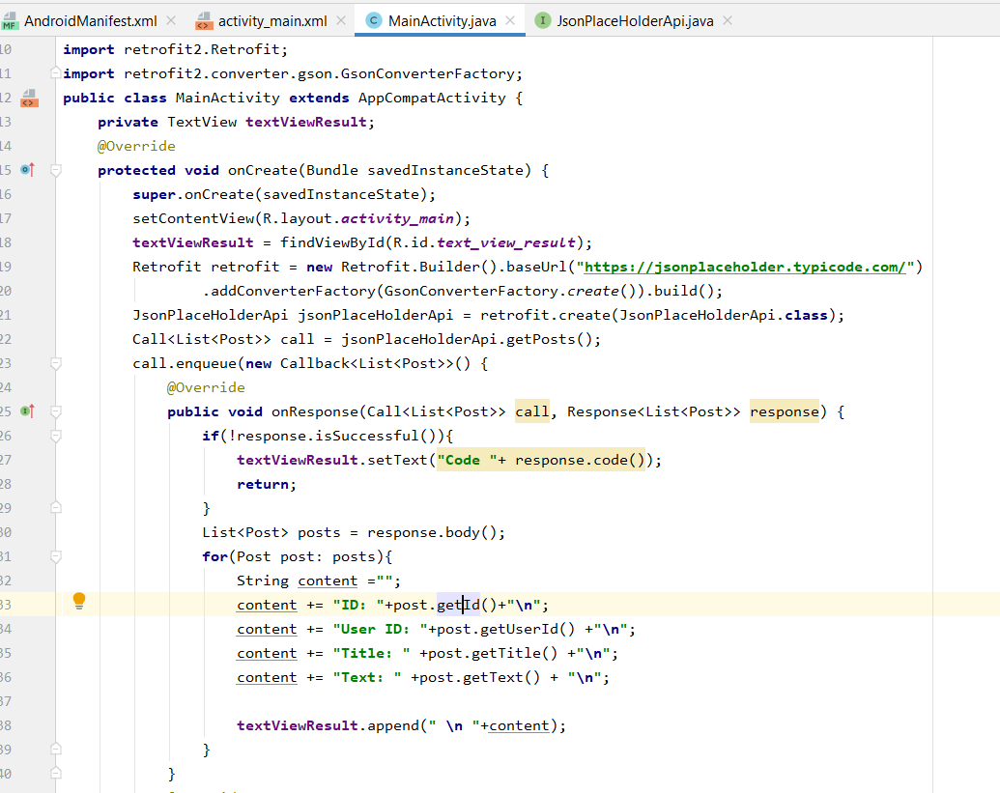 AndroidManifest.xml activity_main.xml MainActivity.java JsonPlaceHolderApi.java
10 import retrofit2.Retrofit;
11 import retrofit2.converter.gson.GsonConverterFactory;
12 public class MainActivity extends AppCompatActivity {
13 private TextView textViewResult;
14 @Override
15 protected void onCreate(Bundle savedInstanceState) {
16 super.onCreate(savedInstanceState);
17 setContentView(R.layout.activity_main);
18 textViewResult = findViewById(R.id.text_view_result);
19 Retrofit retrofit = new Retrofit.Builder().baseUrl("https://jsonplaceholder.typicode.com/")
20 .addConverterFactory(GsonConverterFactory.create()).build();
21 JsonPlaceHolderApi jsonPlaceHolderApi = retrofit.create(JsonPlaceHolderApi.class);
22 Call<List<Post>> call = jsonPlaceHolderApi.getPosts();
23 call.enqueue(new Callback<List<Post>>() {
24 @Override
25 public void onResponse(Call<List<Post>> call, Response<List<Post>> response) {
26 if(!response.isSuccessful()){
27 textViewResult.setText("Code "+ response.code());
28 return;
29 }
30 List<Post> posts = response.body();
31 for(Post post: posts){
32 String content ="";
33 content += "ID: "+post.getId()+"\n";
34 content += "User ID: "+post.getUserId() +"\n";
35 content += "Title: " +post.getTitle() +"\n";
36 content += "Text: " +post.getText() + "\n";
37
38 textViewResult.append(" \n "+content);
39 }
40 }